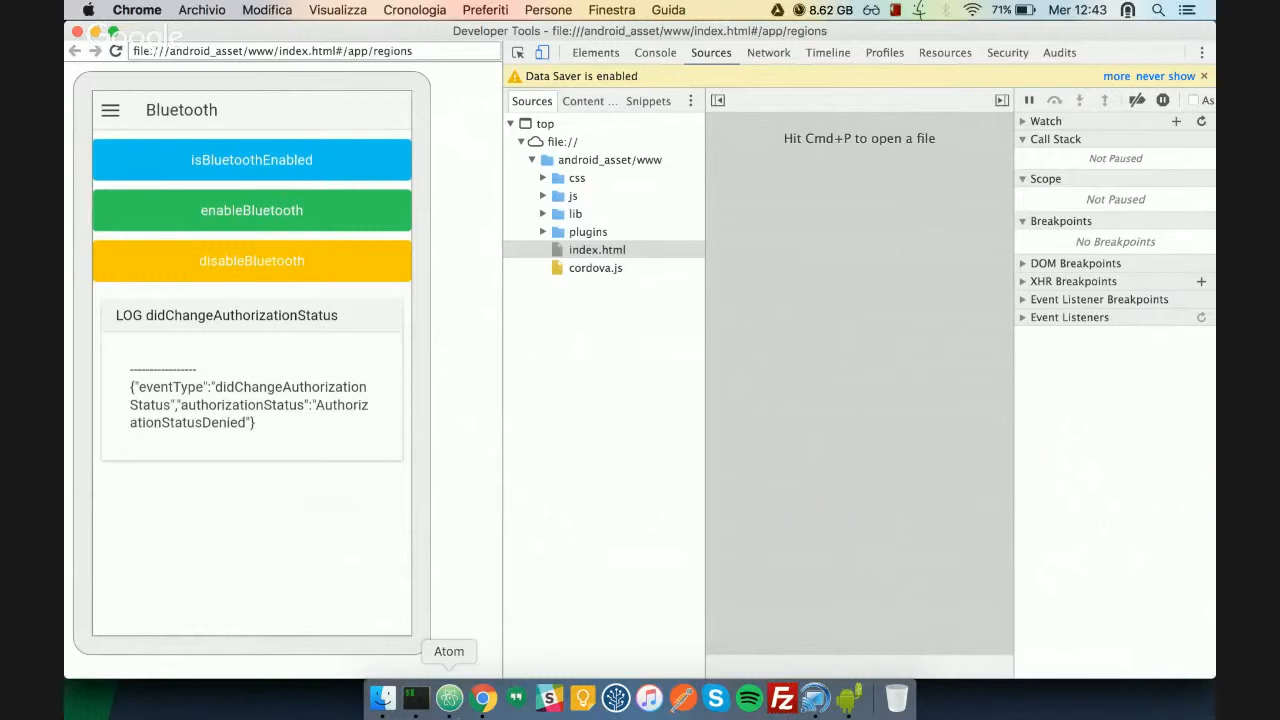 Chrome Archivio Modifica Visualizza Cronologia Preferiti Persone Finestra Guida 8.62 GB 71% Mer 12:43
Google
Developer Tools - file:///android_asset/www/index.html#/app/regions
file:///android_asset/www/index.html#/app/regions
Elements Console Sources Network Timeline Profiles Resources Security Audits
Data Saver is enabled more never show ×
Sources Content ... Snippets
As
top
file://
android_asset/www
css
js
lib
plugins
index.html
cordova.js
Hit Cmd+P to open a file
Watch
Call Stack
Not Paused
Scope
Not Paused
Breakpoints
No Breakpoints
DOM Breakpoints
XHR Breakpoints
Event Listener Breakpoints
Event Listeners
Bluetooth
isBluetoothEnabled
enableBluetooth
disableBluetooth
LOG didChangeAuthorizationStatus
----------------
{"eventType":"didChangeAuthorization
Status","authorizationStatus":"Authoriz
ationStatusDenied"}
Atom